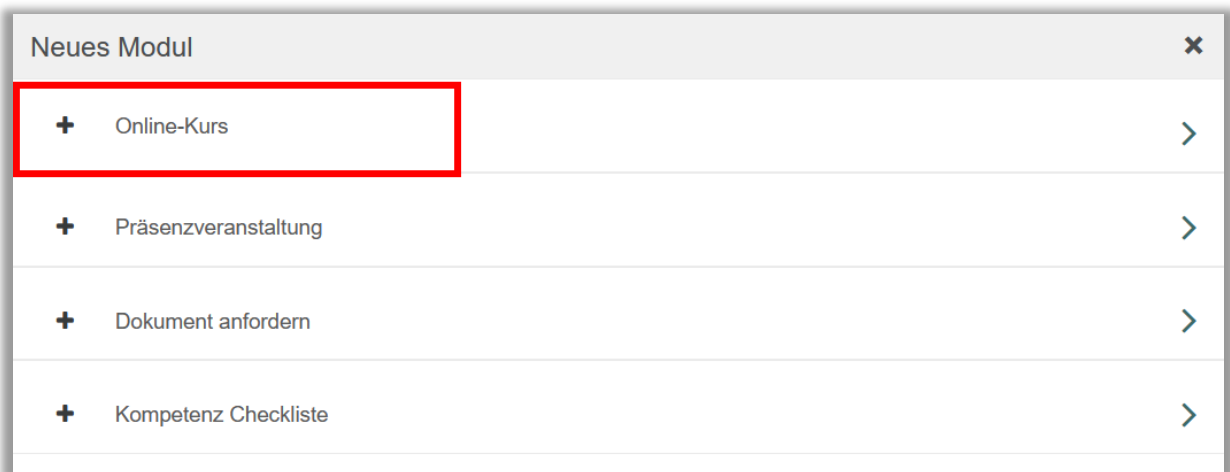 Neues Modul
Online-Kurs
Präsenzveranstaltung
Dokument anfordern
Kompetenz Checkliste